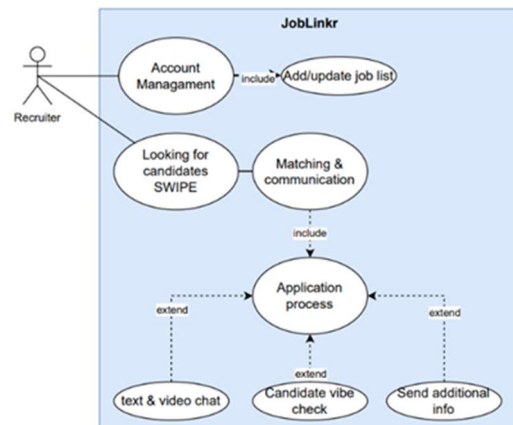 JobLinkr
Account
Managament
include
Add/update job list
Recruiter
Looking for
candidates
SWIPE
Matching &
communication
include
Application
process
extend
extend
extend
text & video chat
Candidate vibe
check
Send additional
info